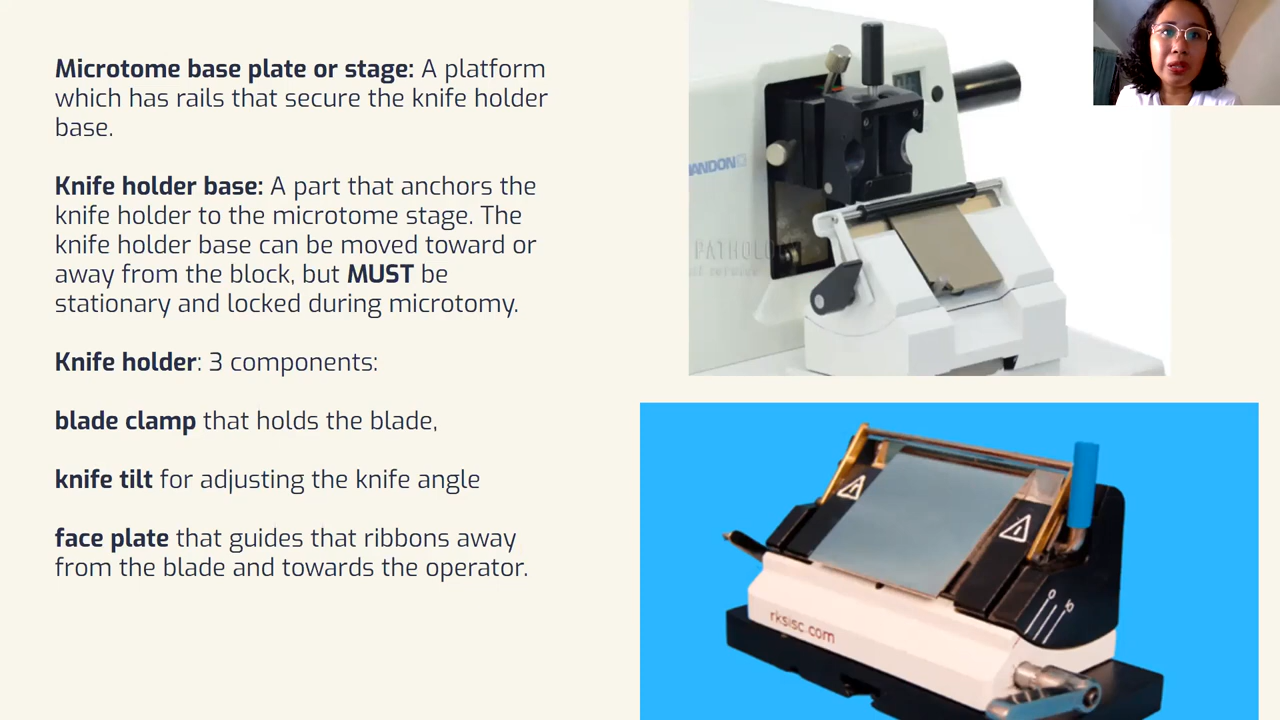 Microtome base plate or stage: A platform
which has rails that secure the knife holder
base.
Knife holder base: A part that anchors the
knife holder to the microtome stage. The
knife holder base can be moved toward or
away from the block, but MUST be
stationary and locked during microtomy.
Knife holder: 3 components:
blade clamp that holds the blade,
knife tilt for adjusting the knife angle
face plate that guides that ribbons away
from the blade and towards the operator.
ANDON
PATHOLO
rksisc.com